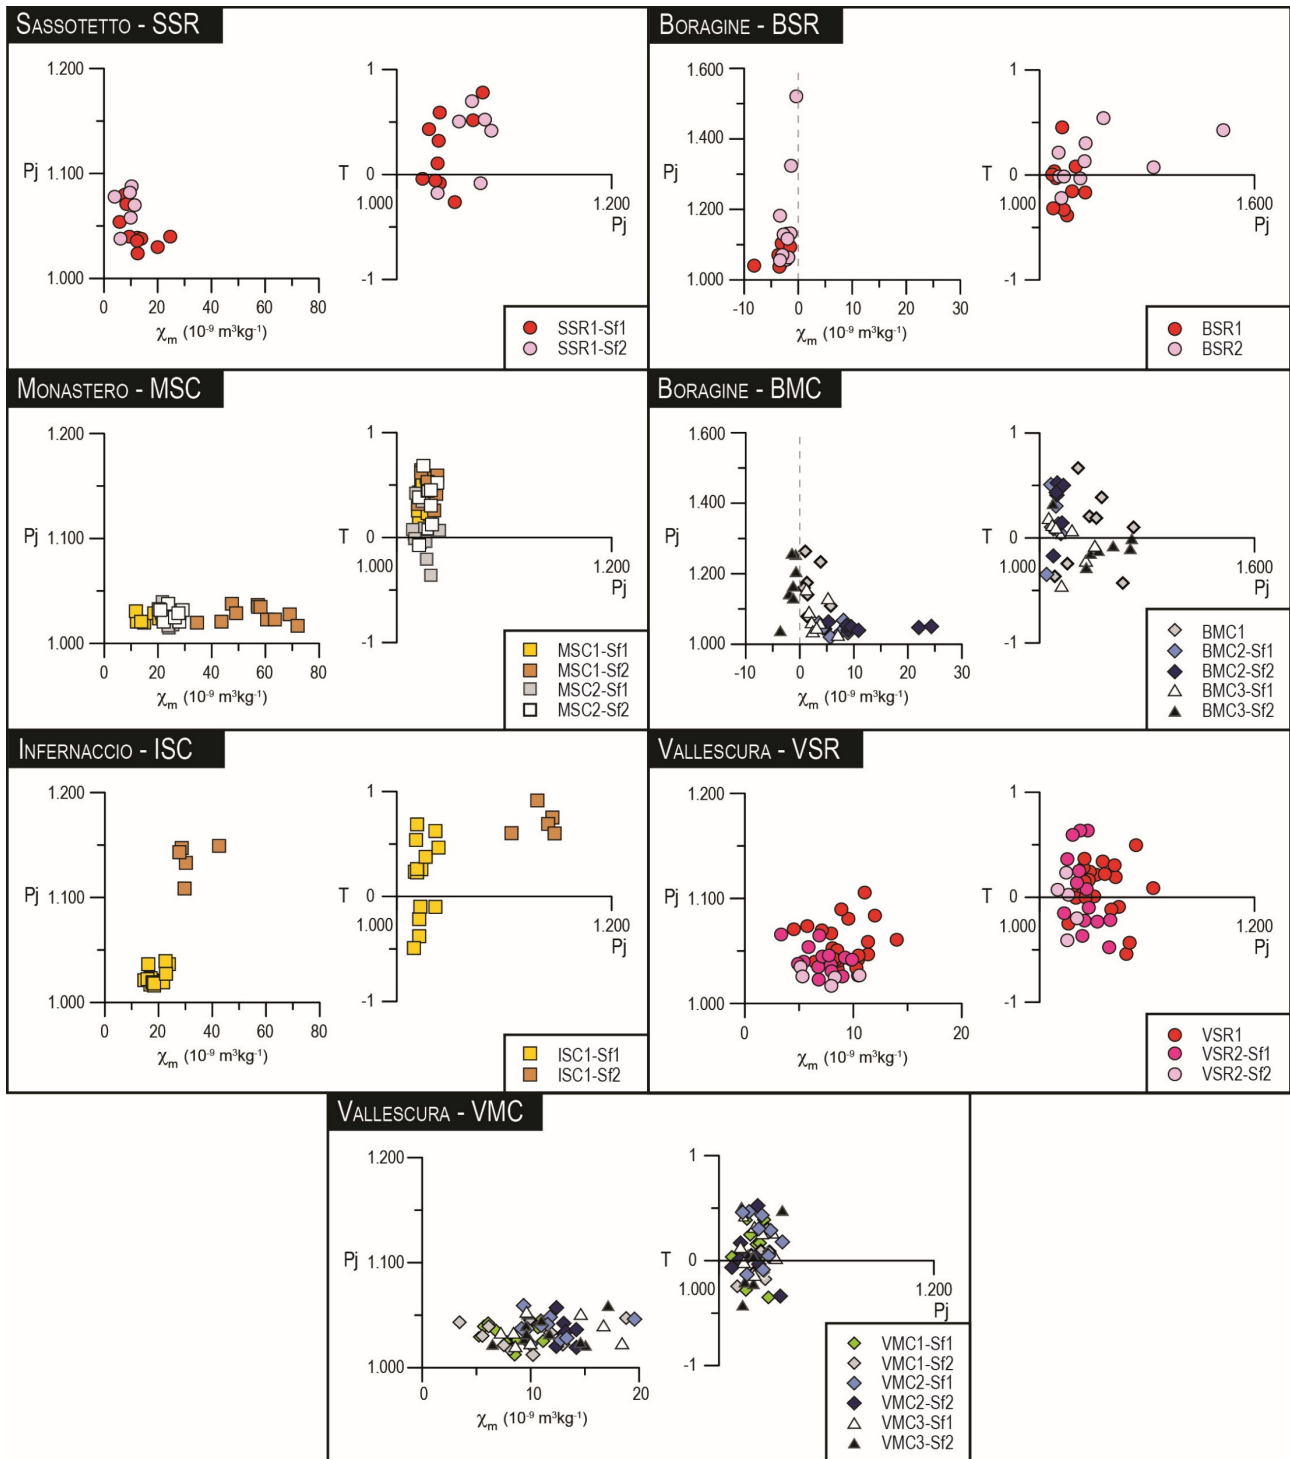 SASSOTETTO - SSR
1.200
Pj
1.100
1.000
0 20 40 60 80
χm (10⁻⁹ m³kg⁻¹)
1
T 0
1.000
1.200
Pj
-1
SSR1-Sf1
SSR1-Sf2
BORAGINE - BSR
1.600
1.400
Pj
1.200
1.000
-10 0 10 20 30
χm (10⁻⁹ m³kg⁻¹)
1
T 0
1.000
1.600
Pj
-1
BSR1
BSR2
MONASTERO - MSC
1.200
Pj
1.100
1.000
0 20 40 60 80
χm (10⁻⁹ m³kg⁻¹)
1
T 0
1.000
1.200
Pj
-1
MSC1-Sf1
MSC1-Sf2
MSC2-Sf1
MSC2-Sf2
BORAGINE - BMC
1.600
1.400
Pj
1.200
1.000
-10 0 10 20 30
χm (10⁻⁹ m³kg⁻¹)
1
T 0
1.000
1.600
Pj
-1
BMC1
BMC2-Sf1
BMC2-Sf2
BMC3-Sf1
BMC3-Sf2
INFERNACCIO - ISC
1.200
Pj
1.100
1.000
0 20 40 60 80
χm (10⁻⁹ m³kg⁻¹)
1
T 0
1.000
1.200
Pj
-1
ISC1-Sf1
ISC1-Sf2
VALLESCURA - VSR
1.200
Pj
1.100
1.000
0 10 20
χm (10⁻⁹ m³kg⁻¹)
1
T 0
1.000
1.200
Pj
-1
VSR1
VSR2-Sf1
VSR2-Sf2
VALLESCURA - VMC
1.200
Pj 1.100
1.000
0 10 20
χm (10⁻⁹ m³kg⁻¹)
1
T 0
1.000
1.200
Pj
-1
VMC1-Sf1
VMC1-Sf2
VMC2-Sf1
VMC2-Sf2
VMC3-Sf1
VMC3-Sf2